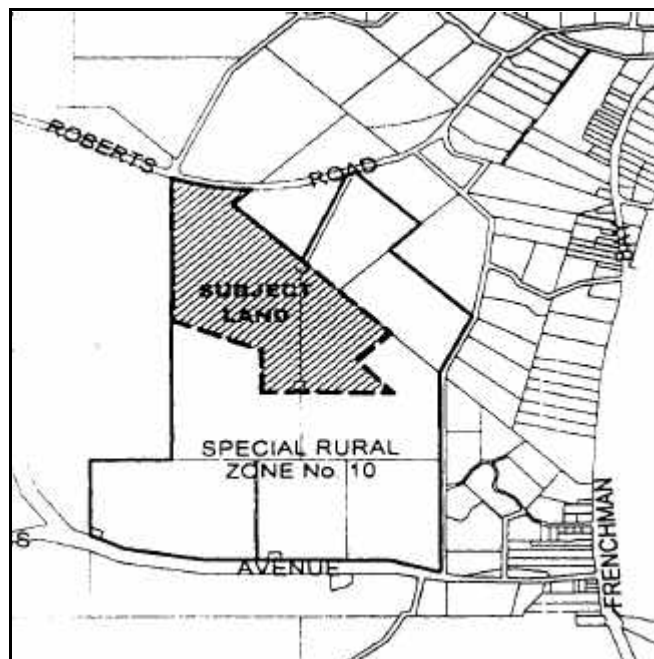 ROBERTS
ROAD
BAY
SUBJECT
LAND
SPECIAL RURAL
ZONE No 10
S
AVENUE
FRENCHMAN